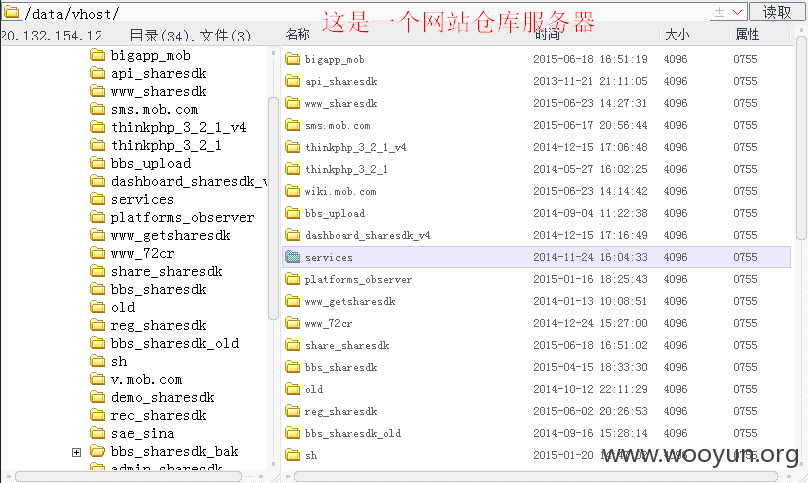 /data/vhost/
读取
20.132.154.12 目录(34),文件(3)
这是一个网站仓库服务器
bigapp_mob
api_sharesdk
www_sharesdk
sms.mob.com
thinkphp_3_2_1_v4
thinkphp_3_2_1
bbs_upload
dashboard_sharesdk_v
services
platforms_observer
www_getsharesdk
www_72cr
share_sharesdk
bbs_sharesdk
old
reg_sharesdk
bbs_sharesdk_old
sh
v.mob.com
demo_sharesdk
rec_sharesdk
sae_sina
bbs_sharesdk_bak
admin_sharesdk
名称 时间 大小 属性
bigapp_mob 2015-06-18 16:51:19 4096 0755
api_sharesdk 2013-11-21 21:11:05 4096 0755
www_sharesdk 2015-06-23 14:27:31 4096 0755
sms.mob.com 2015-06-17 20:56:44 4096 0755
thinkphp_3_2_1_v4 2014-12-15 17:06:48 4096 0755
thinkphp_3_2_1 2014-05-27 16:02:25 4096 0755
wiki.mob.com 2015-06-23 14:14:42 4096 0755
bbs_upload 2014-09-04 11:22:38 4096 0755
dashboard_sharesdk_v4 2014-12-15 17:16:49 4096 0755
services 2014-11-24 16:04:33 4096 0755
platforms_observer 2015-01-16 18:25:43 4096 0755
www_getsharesdk 2014-01-13 10:08:51 4096 0755
www_72cr 2014-12-24 15:27:00 4096 0755
share_sharesdk 2015-06-18 16:51:02 4096 0755
bbs_sharesdk 2015-04-15 18:33:30 4096 0755
old 2014-10-12 22:11:29 4096 0755
reg_sharesdk 2015-06-02 20:26:53 4096 0755
bbs_sharesdk_old 2014-09-16 15:28:14 4096 0755
sh 2015-01-20 4096 0755
www.wooyun.org